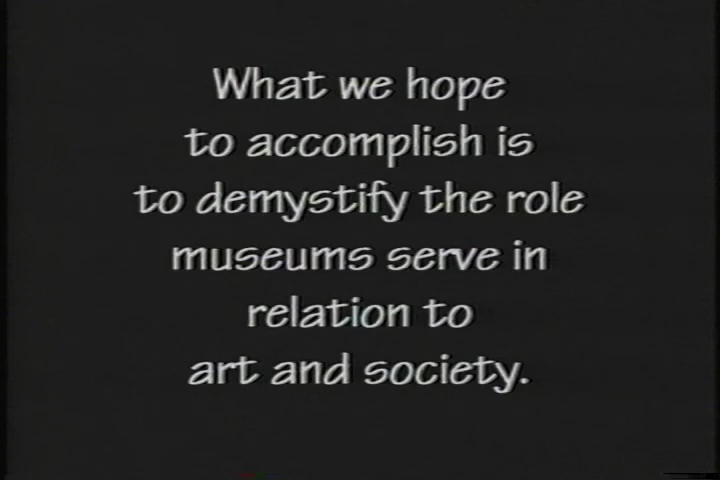 What we hope
to accomplish is
to demystify the role
museums serve in
relation to
art and society.